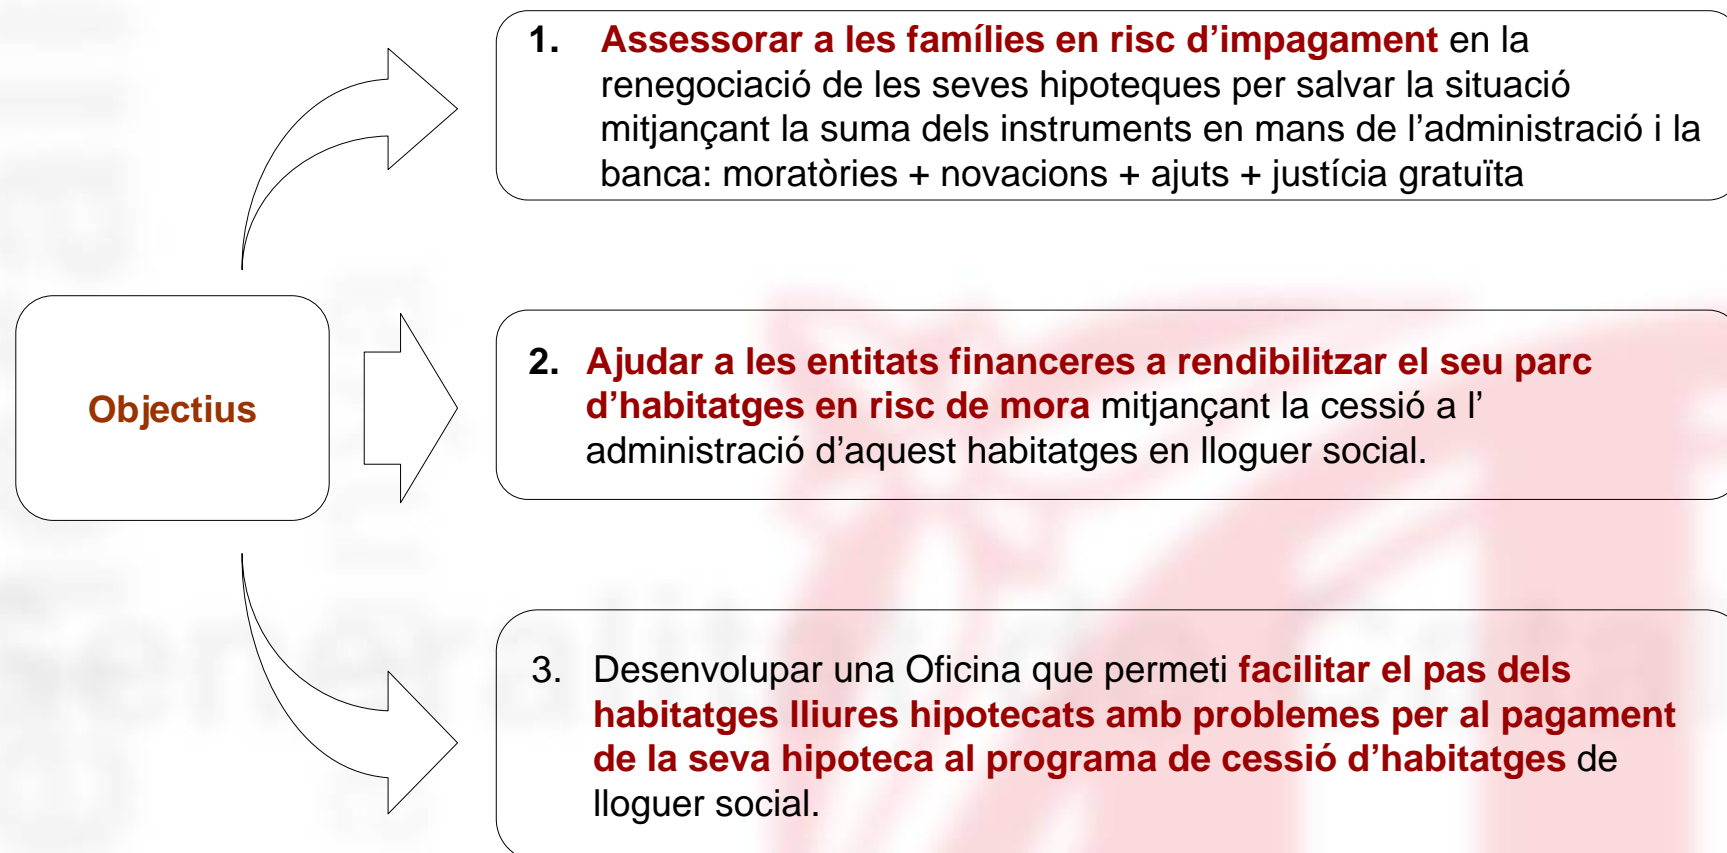 1. Assessorar a les famílies en risc d’impagament en la
renegociació de les seves hipoteques per salvar la situació
mitjançant la suma dels instruments en mans de l’administració i la
banca: moratòries + novacions + ajuts + justícia gratuïta
Objectius
2. Ajudar a les entitats financeres a rendibilitzar el seu parc
d’habitatges en risc de mora mitjançant la cessió a l’
administració d’aquest habitatges en lloguer social.
3. Desenvolupar una Oficina que permeti facilitar el pas dels
habitatges lliures hipotecats amb problemes per al pagament
de la seva hipoteca al programa de cessió d’habitatges de
lloguer social.